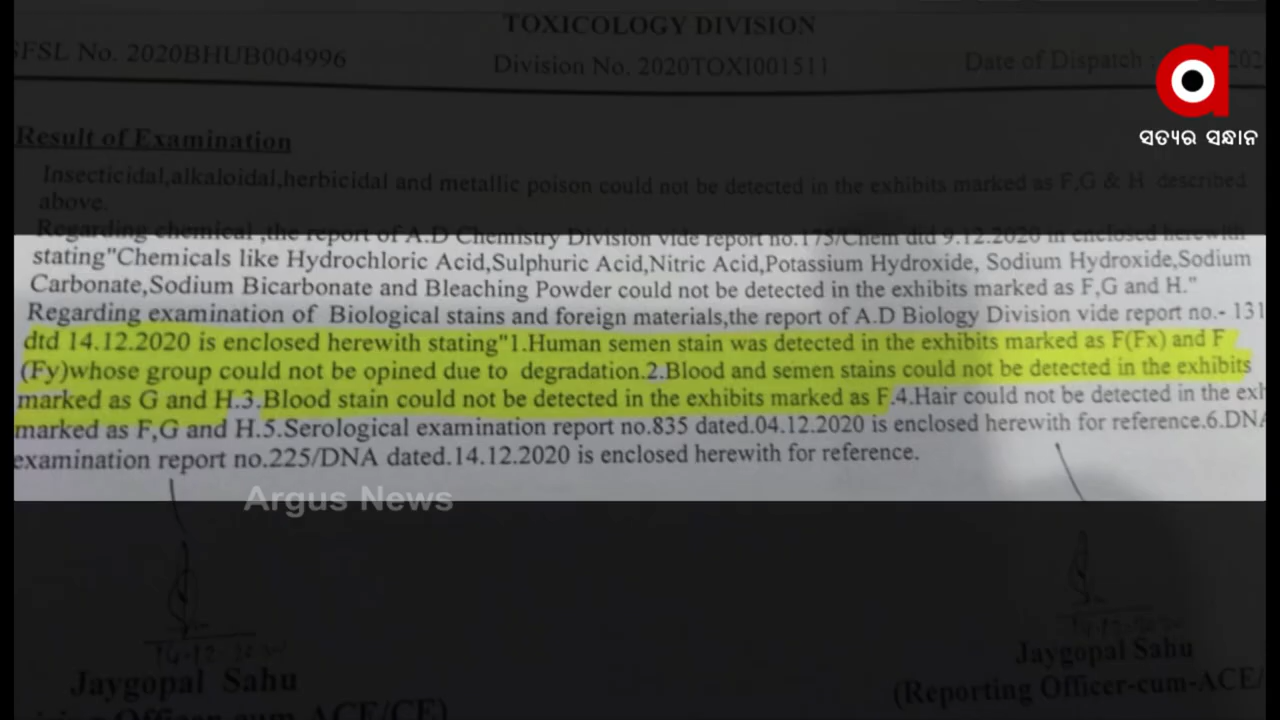 TOXICOLOGY DIVISION
SFSL No. 2020BHUB004996 Division No. 2020TOXI001511 Date of Dispatch :
ସତ୍ୟର ସନ୍ଧାନ
Result of Examination
Insecticidal,alkaloidal,herbicidal and metallic poison could not be detected in the exhibits marked as F,G & H described
above.
Regarding chemical ,the report of A.D Chemistry Division vide report no.175/Chem dtd 9.12.2020 in enclosed herewith
stating"Chemicals like Hydrochloric Acid,Sulphuric Acid,Nitric Acid,Potassium Hydroxide, Sodium Hydroxide,Sodium
Carbonate,Sodium Bicarbonate and Bleaching Powder could not be detected in the exhibits marked as F,G and H."
Regarding examination of Biological stains and foreign materials,the report of A.D Biology Division vide report no.- 131
dtd 14.12.2020 is enclosed herewith stating"1.Human semen stain was detected in the exhibits marked as F(Fx) and F
(Fy)whose group could not be opined due to degradation.2.Blood and semen stains could not be detected in the exhibits
marked as G and H.3.Blood stain could not be detected in the exhibits marked as F.4.Hair could not be detected in the exh
marked as F,G and H.5.Serological examination report no.835 dated.04.12.2020 is enclosed herewith for reference.6.DNA
examination report no.225/DNA dated.14.12.2020 is enclosed herewith for reference.
Argus News
Jaygopal Sahu Jaygopal Sahu
Officer-cum-ACE/CE) (Reporting Officer-cum-ACE/